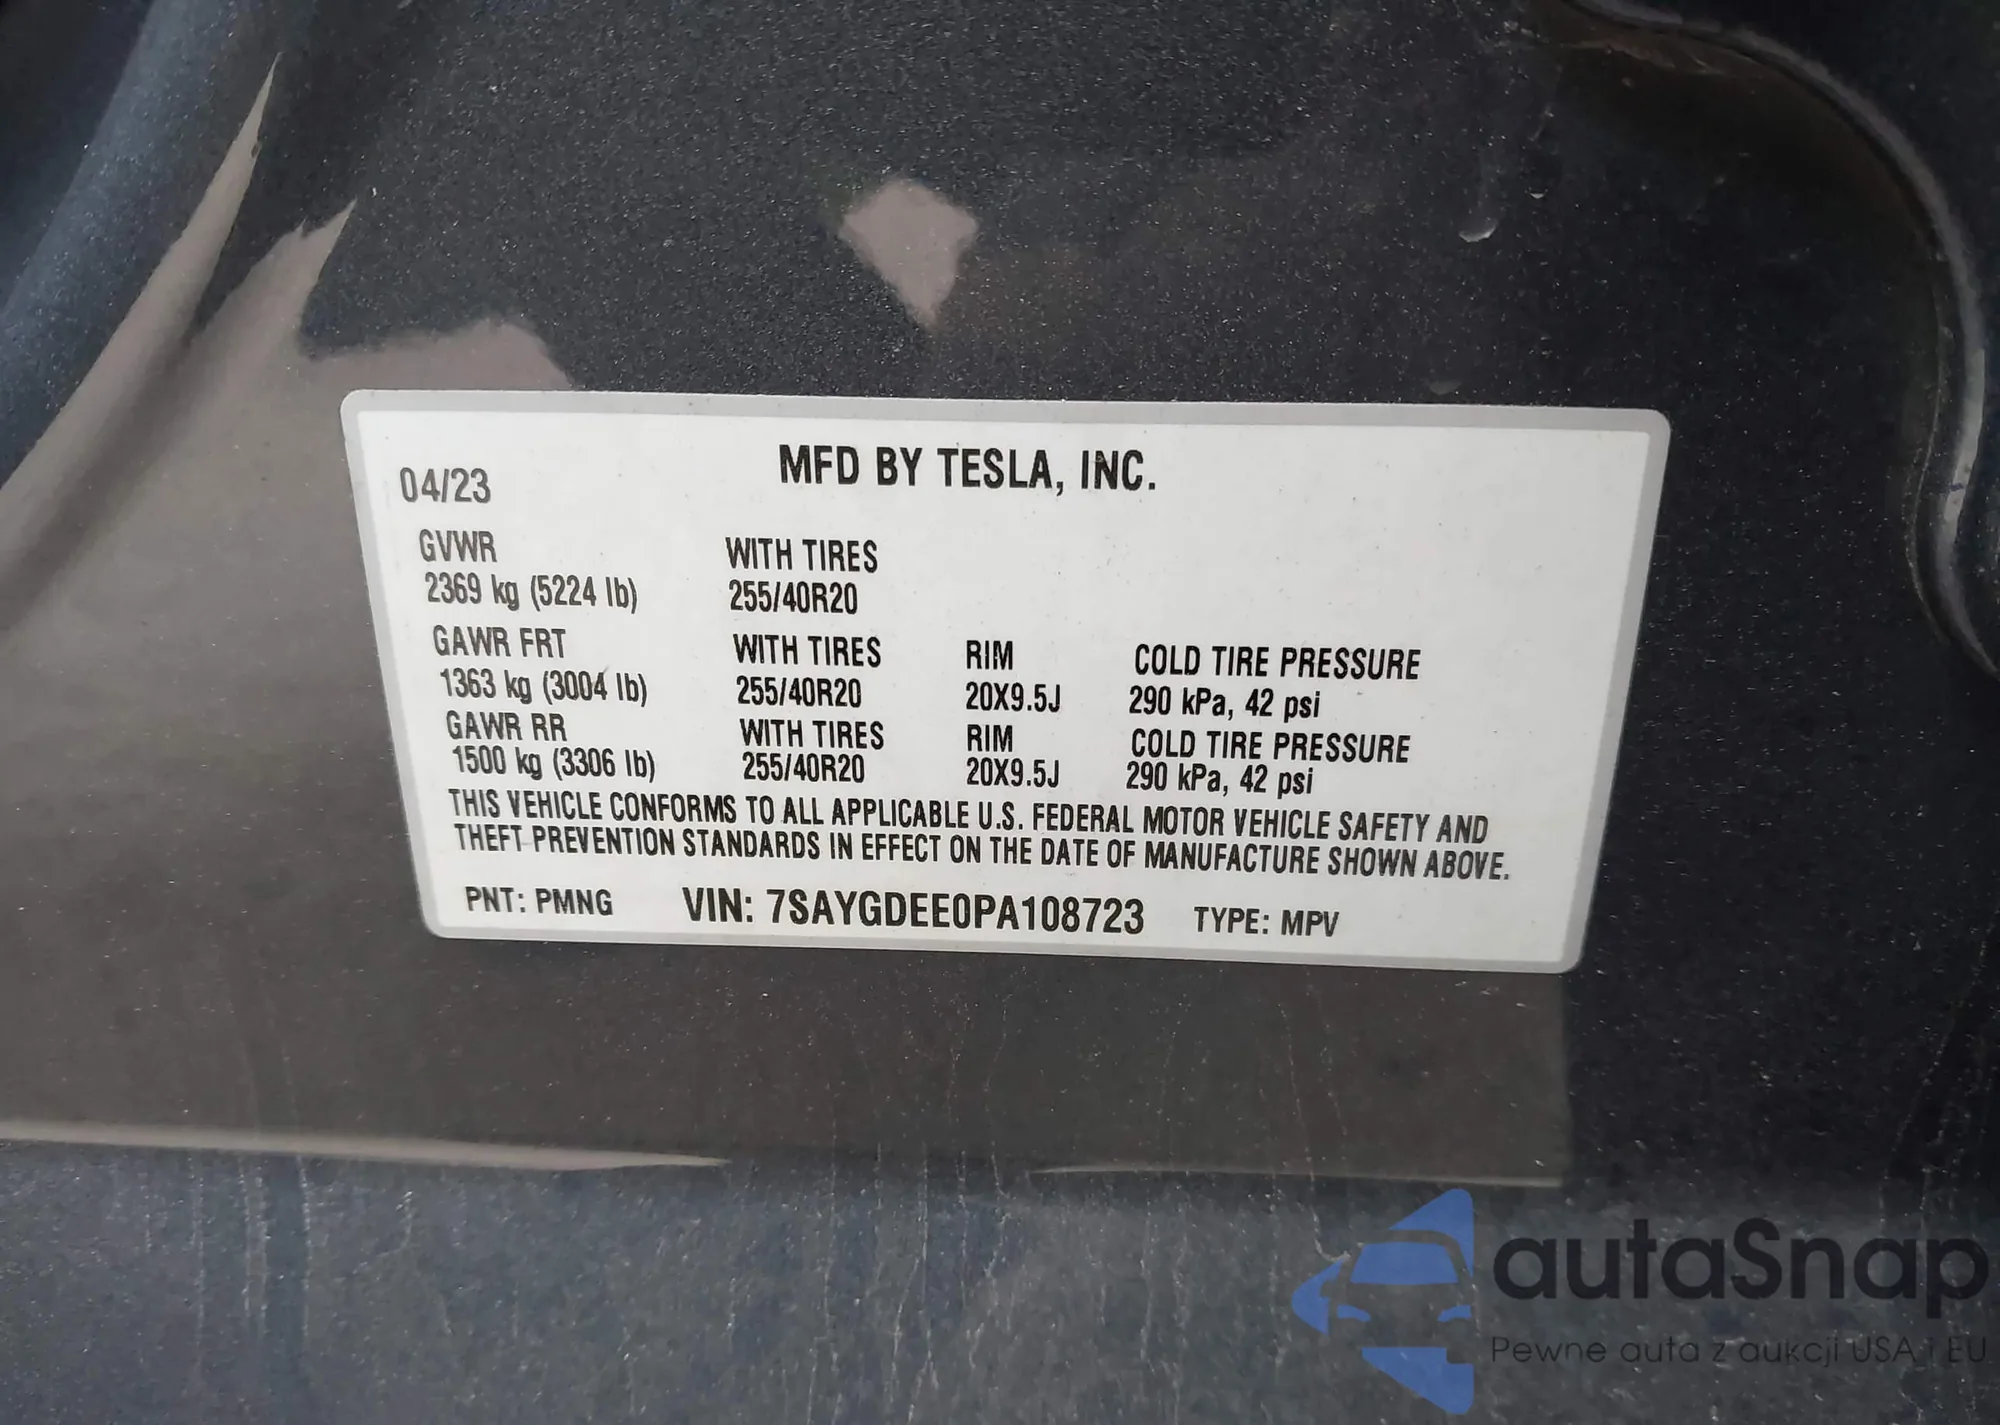 MFD BY TESLA, INC.
04/23
GVWR WITH TIRES
2369 kg (5224 lb) 255/40R20
GAWR FRT WITH TIRES RIM COLD TIRE PRESSURE
1363 kg (3004 lb) 255/40R20 20X9.5J 290 kPa, 42 psi
GAWR RR WITH TIRES RIM COLD TIRE PRESSURE
1500 kg (3306 lb) 255/40R20 20X9.5J 290 kPa, 42 psi
THIS VEHICLE CONFORMS TO ALL APPLICABLE U.S. FEDERAL MOTOR VEHICLE SAFETY AND
THEFT PREVENTION STANDARDS IN EFFECT ON THE DATE OF MANUFACTURE SHOWN ABOVE.
PNT: PMNG VIN: 7SAYGDEE0PA108723 TYPE: MPV
autaSnap
Pewne auta z aukcji USA i EU